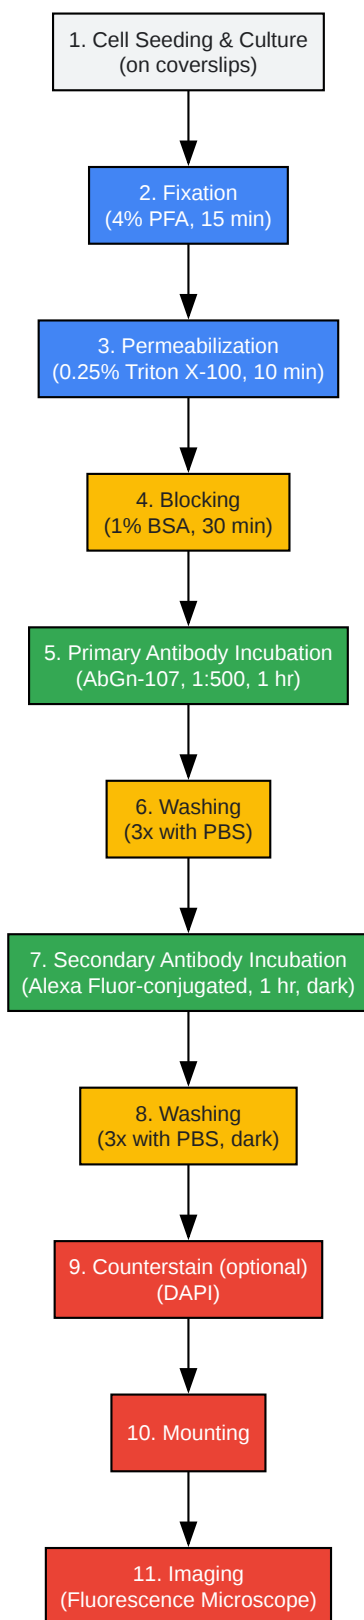 1. Cell Seeding & Culture
(on coverslips)
2. Fixation
(4% PFA, 15 min)
3. Permeabilization
(0.25% Triton X-100, 10 min)
4. Blocking
(1% BSA, 30 min)
5. Primary Antibody Incubation
(AbGn-107, 1:500, 1 hr)
6. Washing
(3x with PBS)
7. Secondary Antibody Incubation
(Alexa Fluor-conjugated, 1 hr, dark)
8. Washing
(3x with PBS, dark)
9. Counterstain (optional)
(DAPI)
10. Mounting
11. Imaging
(Fluorescence Microscope)